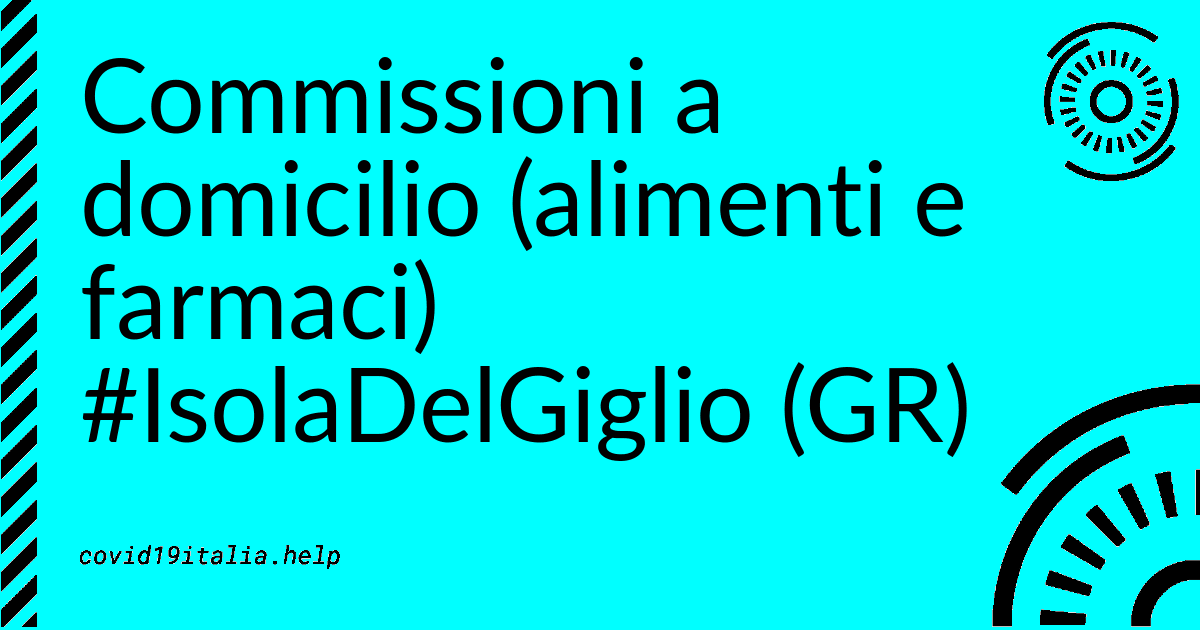 Commissioni a
domicilio (alimenti e
farmaci)
#IsolaDelGiglio (GR)
covid19italia.help